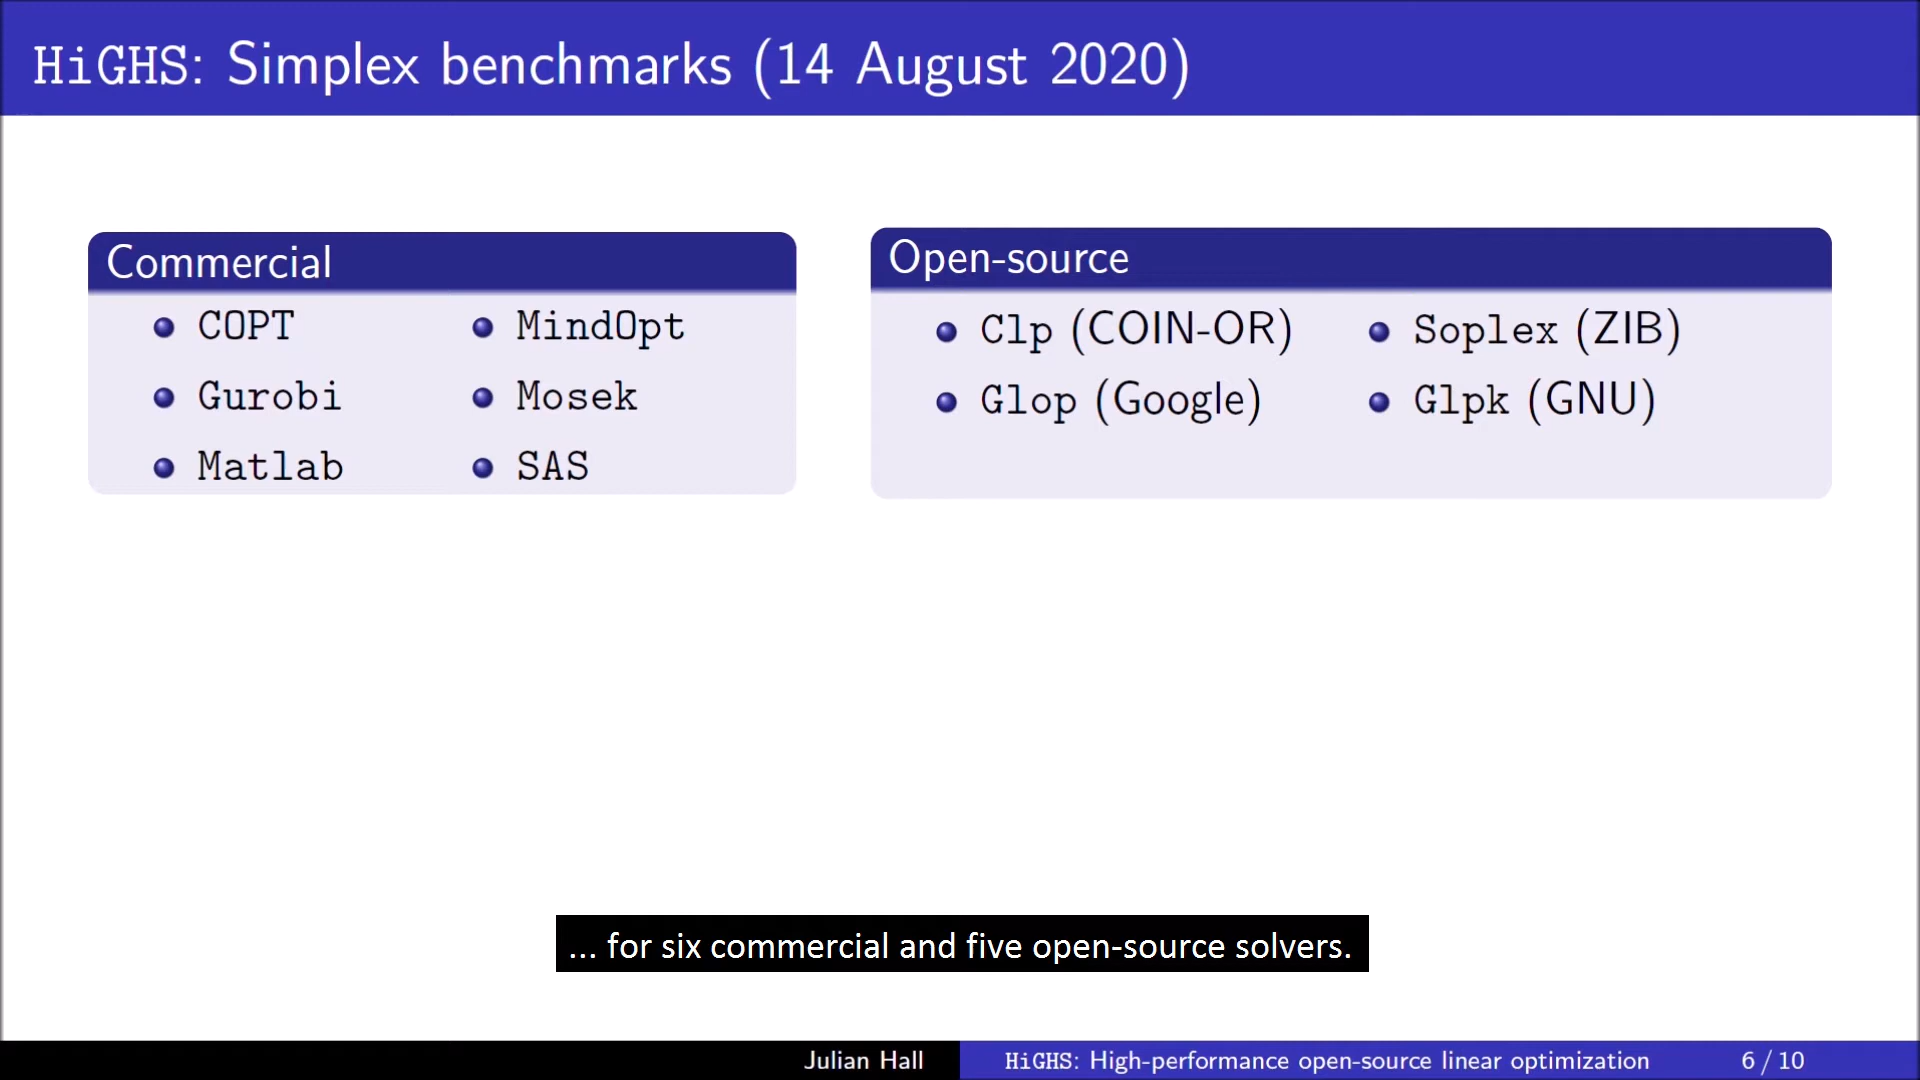 HiGHS: Simplex benchmarks (14 August 2020)
Commercial
COPT
Gurobi
Matlab
MindOpt
Mosek
SAS
Open-source
Clp (COIN-OR)
Glop (Google)
Soplex (ZIB)
Glpk (GNU)
... for six commercial and five open-source solvers.
Julian Hall
HiGHS: High-performance open-source linear optimization
6 / 10